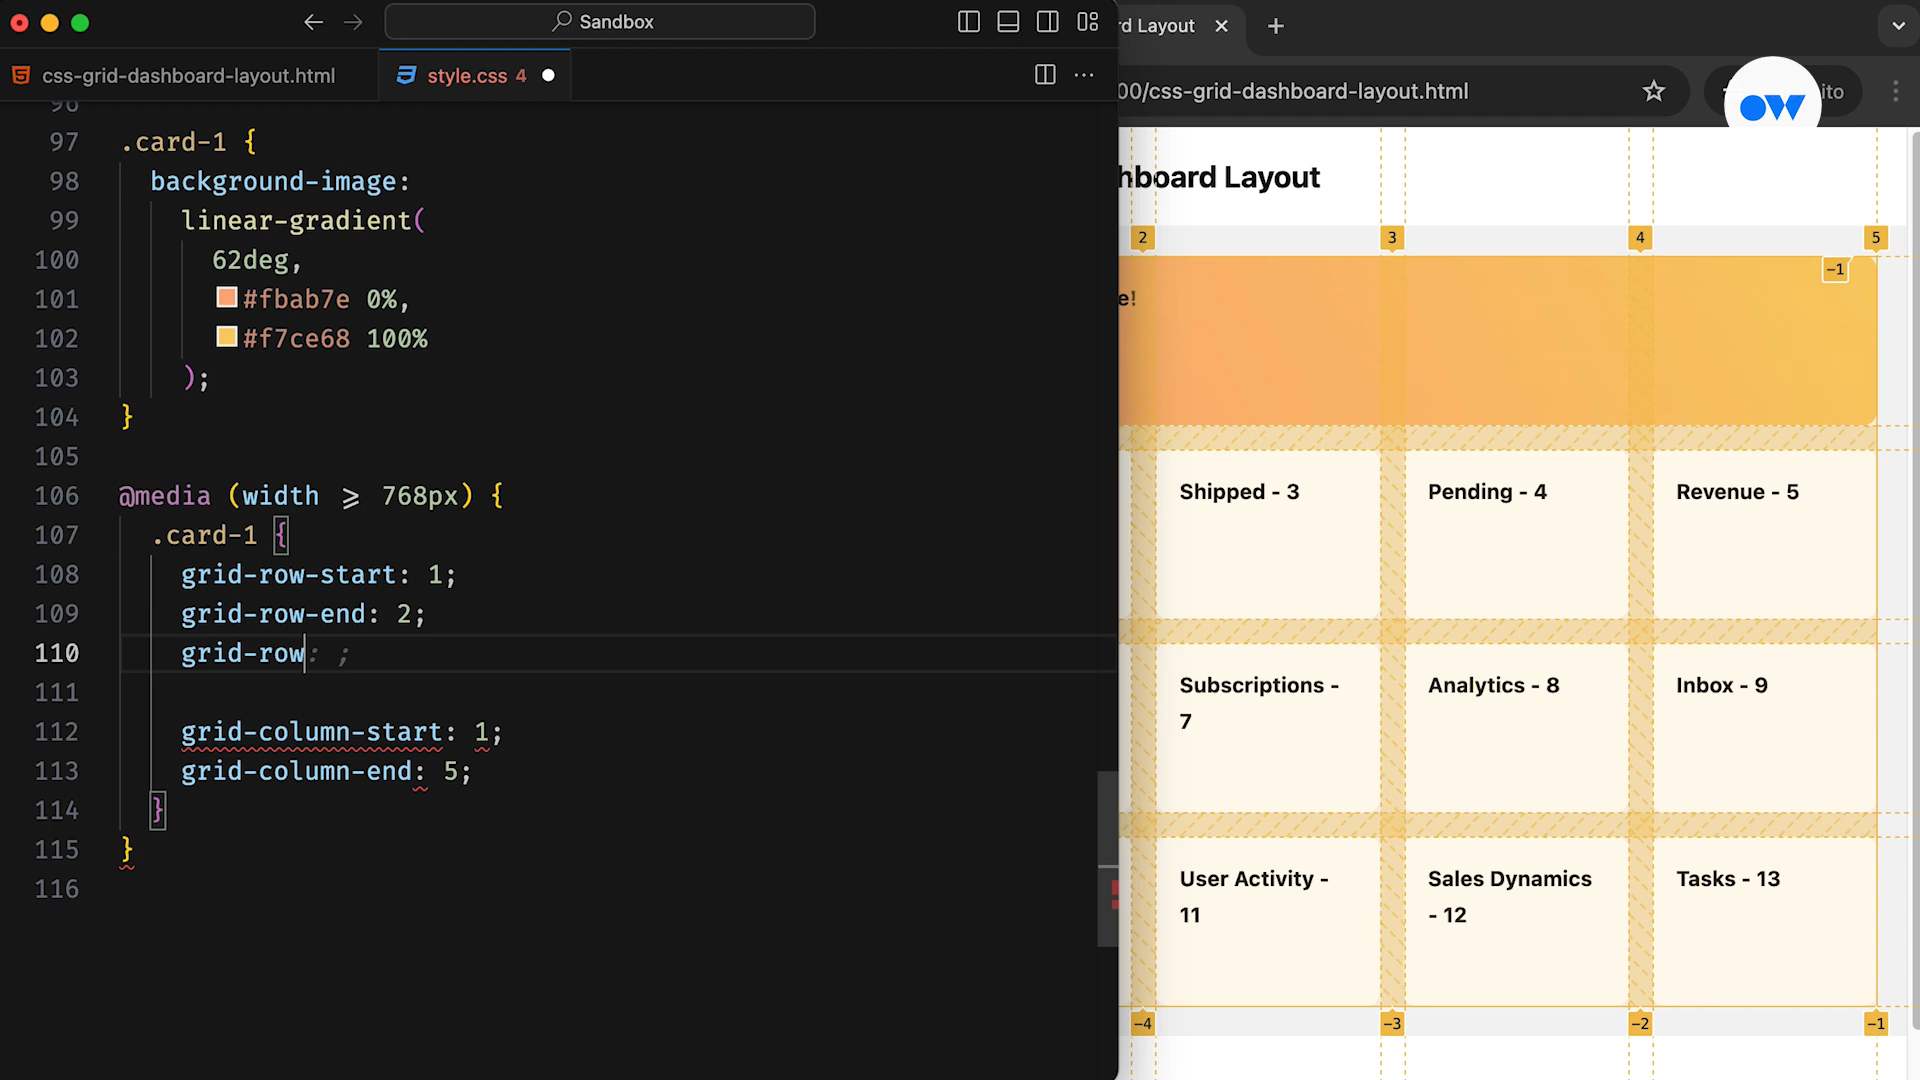 Sandbox
css-grid-dashboard-layout.html
style.css 4
97 .card-1 {
98 background-image:
99 linear-gradient(
100 62deg,
101 #fbab7e 0%,
102 #f7ce68 100%
103 );
104 }
105
106 @media (width ⩾ 768px) {
107 .card-1 {
108 grid-row-start: 1;
109 grid-row-end: 2;
110 grid-row: ;
111
112 grid-column-start: 1;
113 grid-column-end: 5;
114 }
115 }
116
rd Layout
00/css-grid-dashboard-layout.html
ito
OW
hboard Layout
2 3 4 5
-1
e!
Shipped - 3
Pending - 4
Revenue - 5
Subscriptions -
7
Analytics - 8
Inbox - 9
User Activity -
11
Sales Dynamics
- 12
Tasks - 13
-4 -3 -2 -1